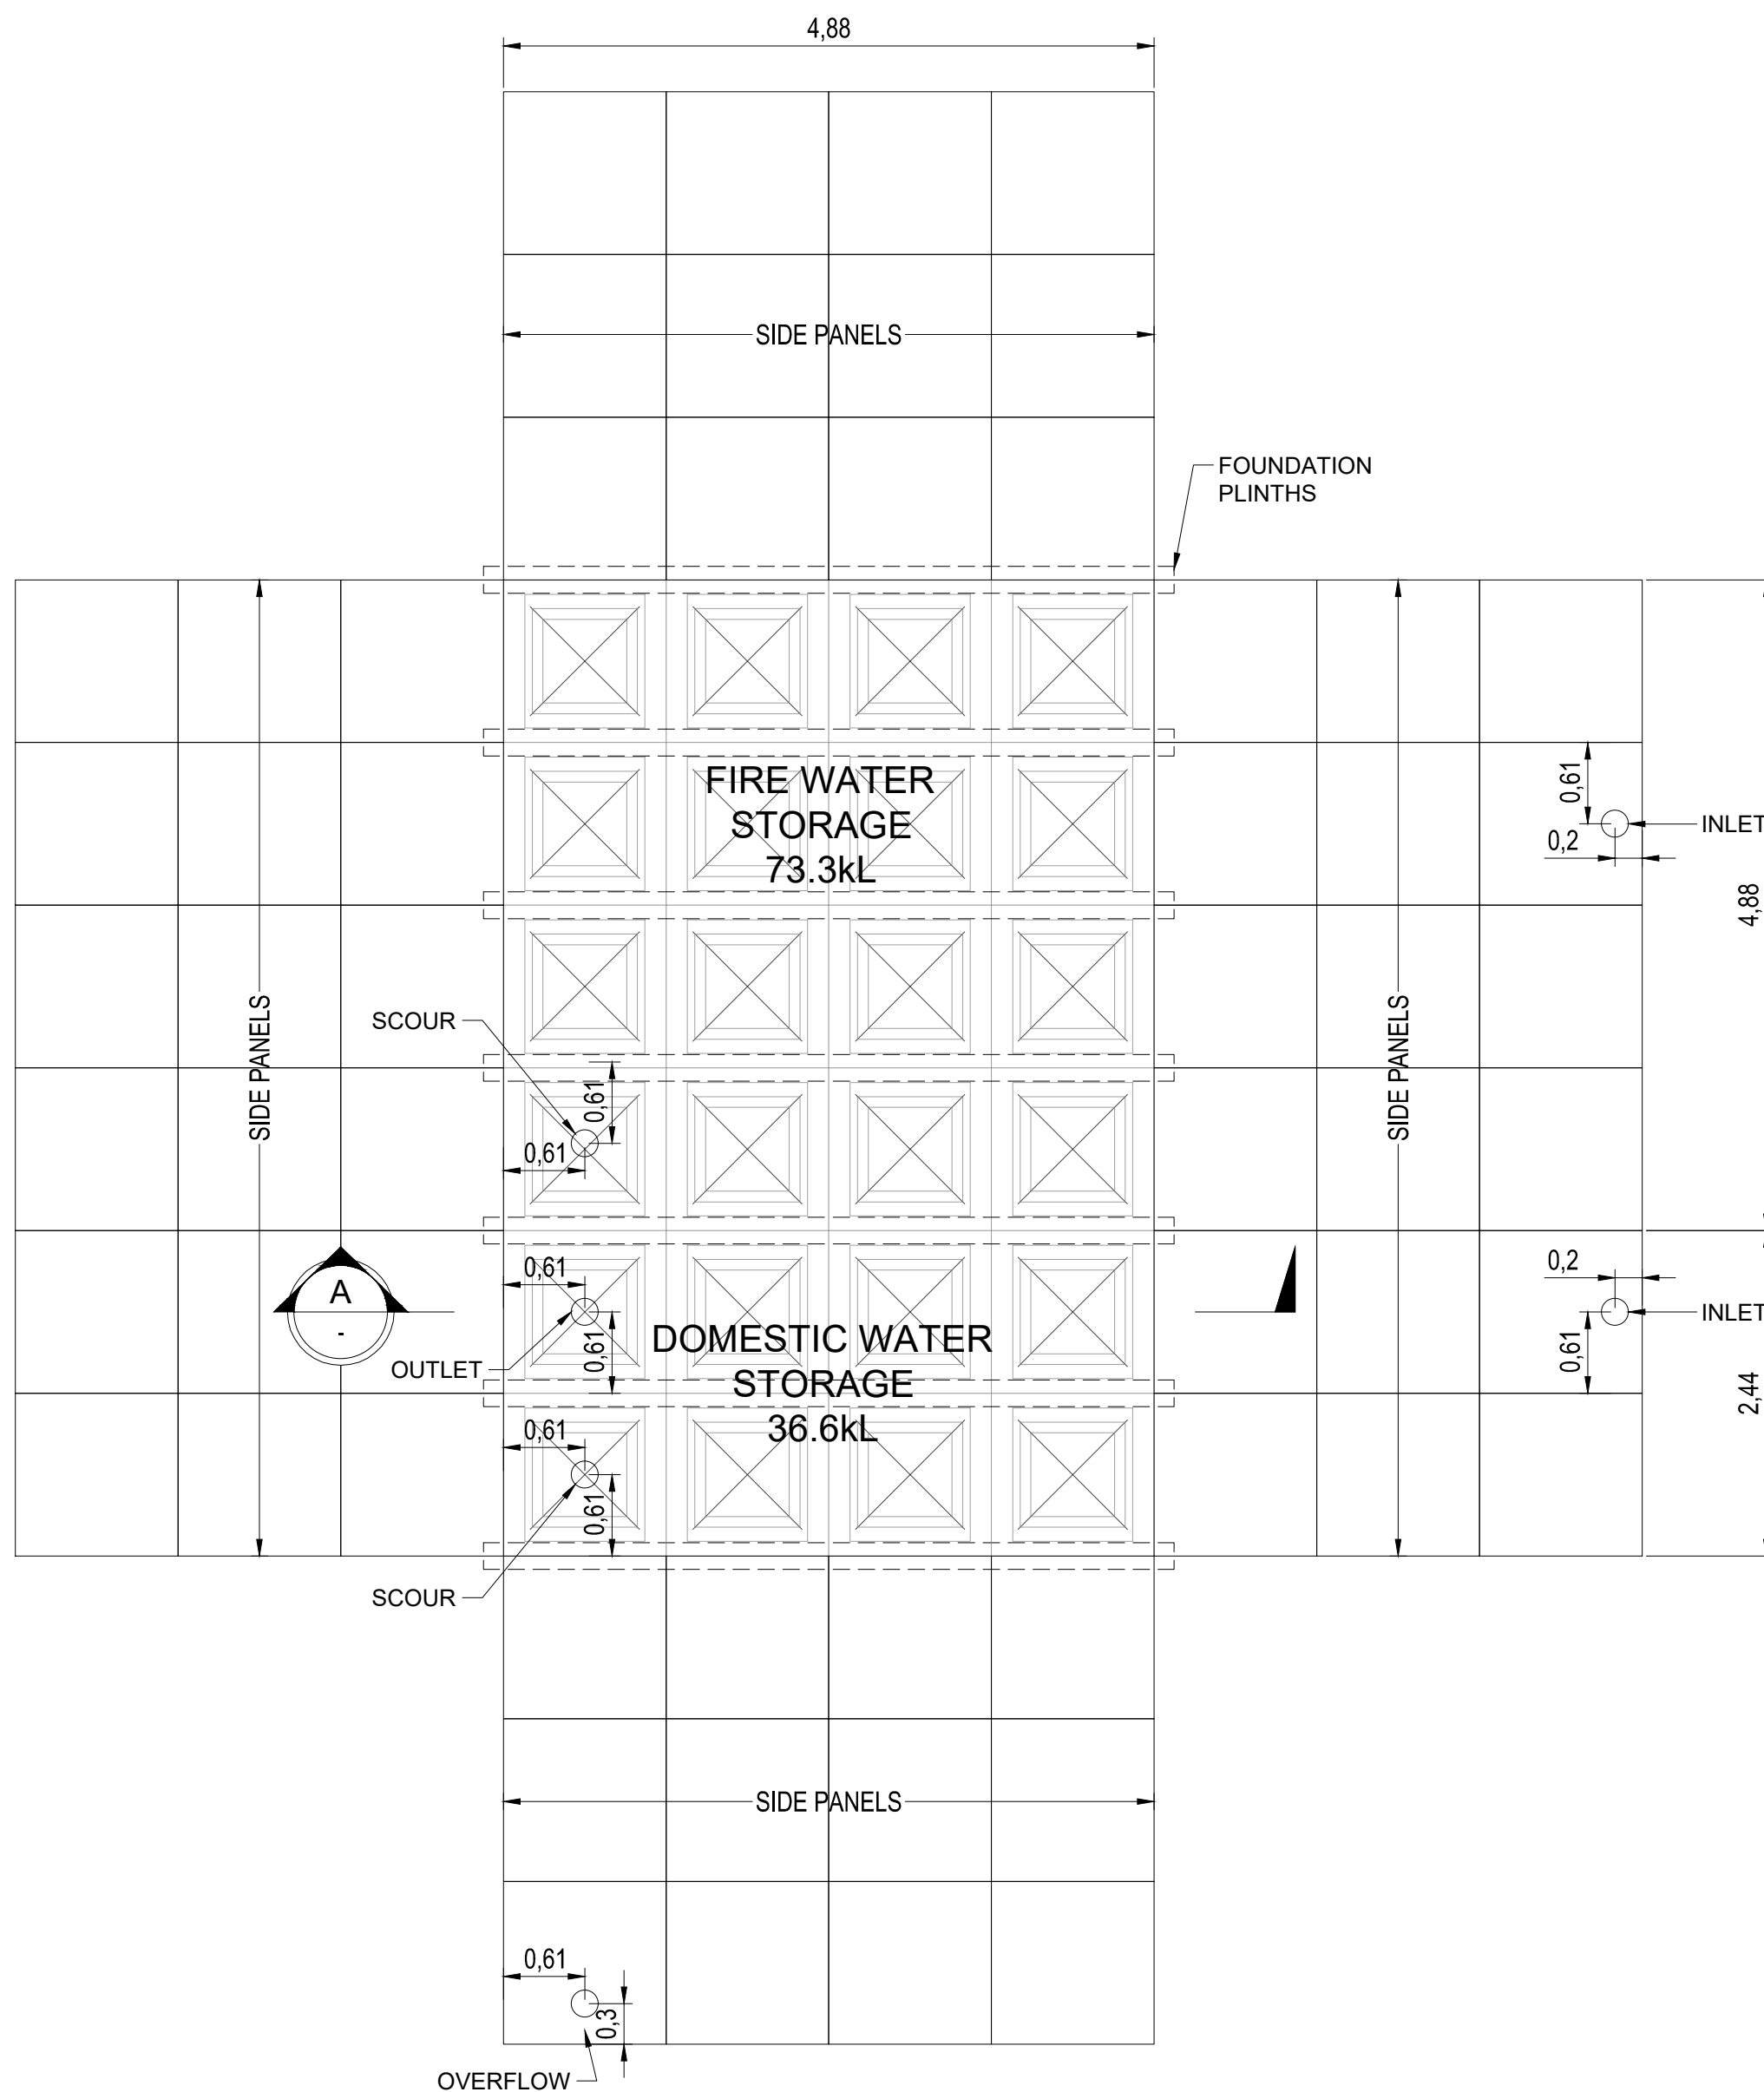 4,88
SIDE PANELS
FOUNDATION
PLINTHS
0,61
INLET
0,2
FIRE WATER
STORAGE
73.3kL
4,88
SIDE PANELS
SCOUR
0,61
0,61
SIDE PANELS
A
-
0,61
OUTLET
0,61
DOMESTIC WATER
STORAGE
36.6kL
0,2
INLET
0,61
2,44
0,61
0,61
SCOUR
SIDE PANELS
0,61
0,3
OVERFLOW